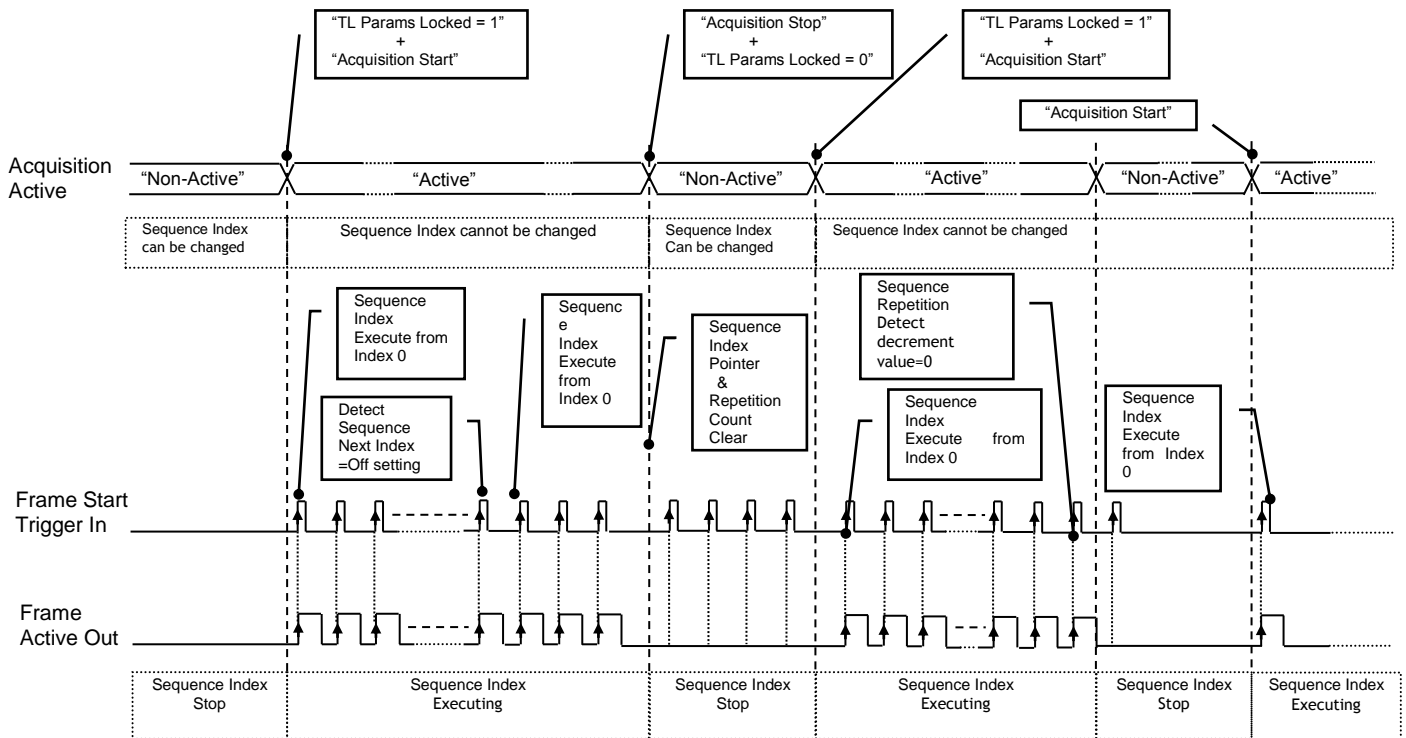 “TL Params Locked = 1”
+
“Acquisition Start”
“Acquisition Stop”
+
“TL Params Locked = 0”
“TL Params Locked = 1”
+
“Acquisition Start”
“Acquisition Start”
Acquisition
Active
“Non-Active”
“Active”
“Non-Active”
“Active”
“Non-Active”
“Active”
Sequence Index
can be changed
Sequence Index cannot be changed
Sequence Index
Can be changed
Sequence Index cannot be changed
Sequence
Index
Execute from
Index 0
Detect
Sequence
Next Index
=Off setting
Sequenc
e
Index
Execute
from
Index 0
Sequence
Index
Pointer
&
Repetition
Count
Clear
Sequence
Repetition
Detect
decrement
value=0
Sequence
Index
Execute from
Index 0
Sequence
Index
Execute
from Index
0
Frame Start
Trigger In
Frame
Active Out
Sequence Index
Stop
Sequence Index
Executing
Sequence Index
Stop
Sequence Index
Executing
Sequence Index
Stop
Sequence Index
Executing